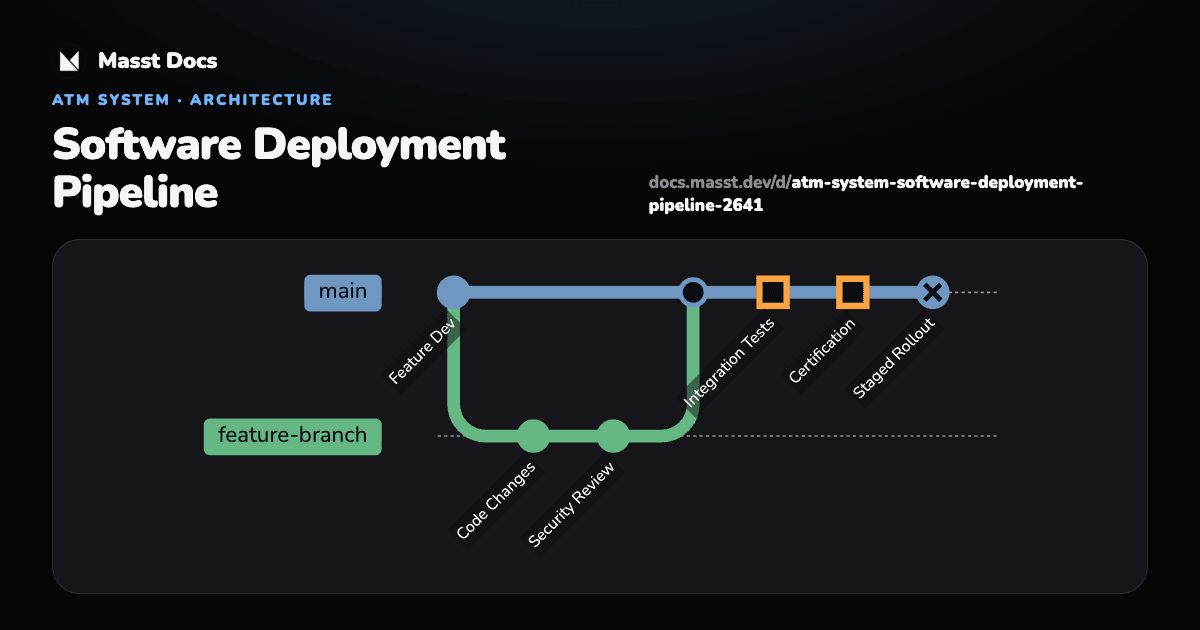 Masst Docs
ATM SYSTEM · ARCHITECTURE
Software Deployment
Pipeline
docs.masst.dev/d/atm-system-software-deployment-
pipeline-2641
main
Feature Dev
Integration Tests
Certification
Staged Rollout
feature-branch
Code Changes
Security Review